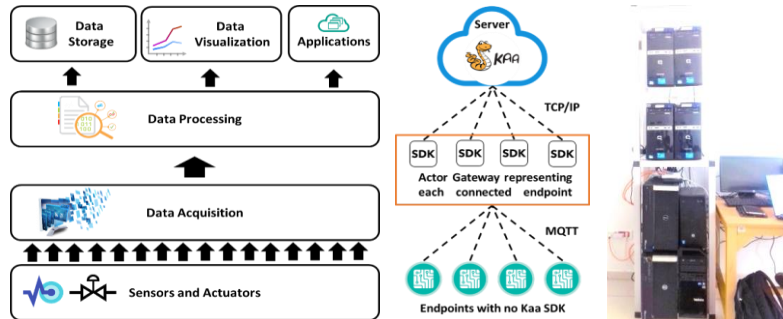 Data
Storage
Data
Visualization
Applications
Data Processing
Data Acquisition
Sensors and Actuators
Server
KAA
TCP/IP
SDK SDK SDK SDK
Actor Gateway representing
each connected endpoint
MQTT
Endpoints with no Kaa SDK